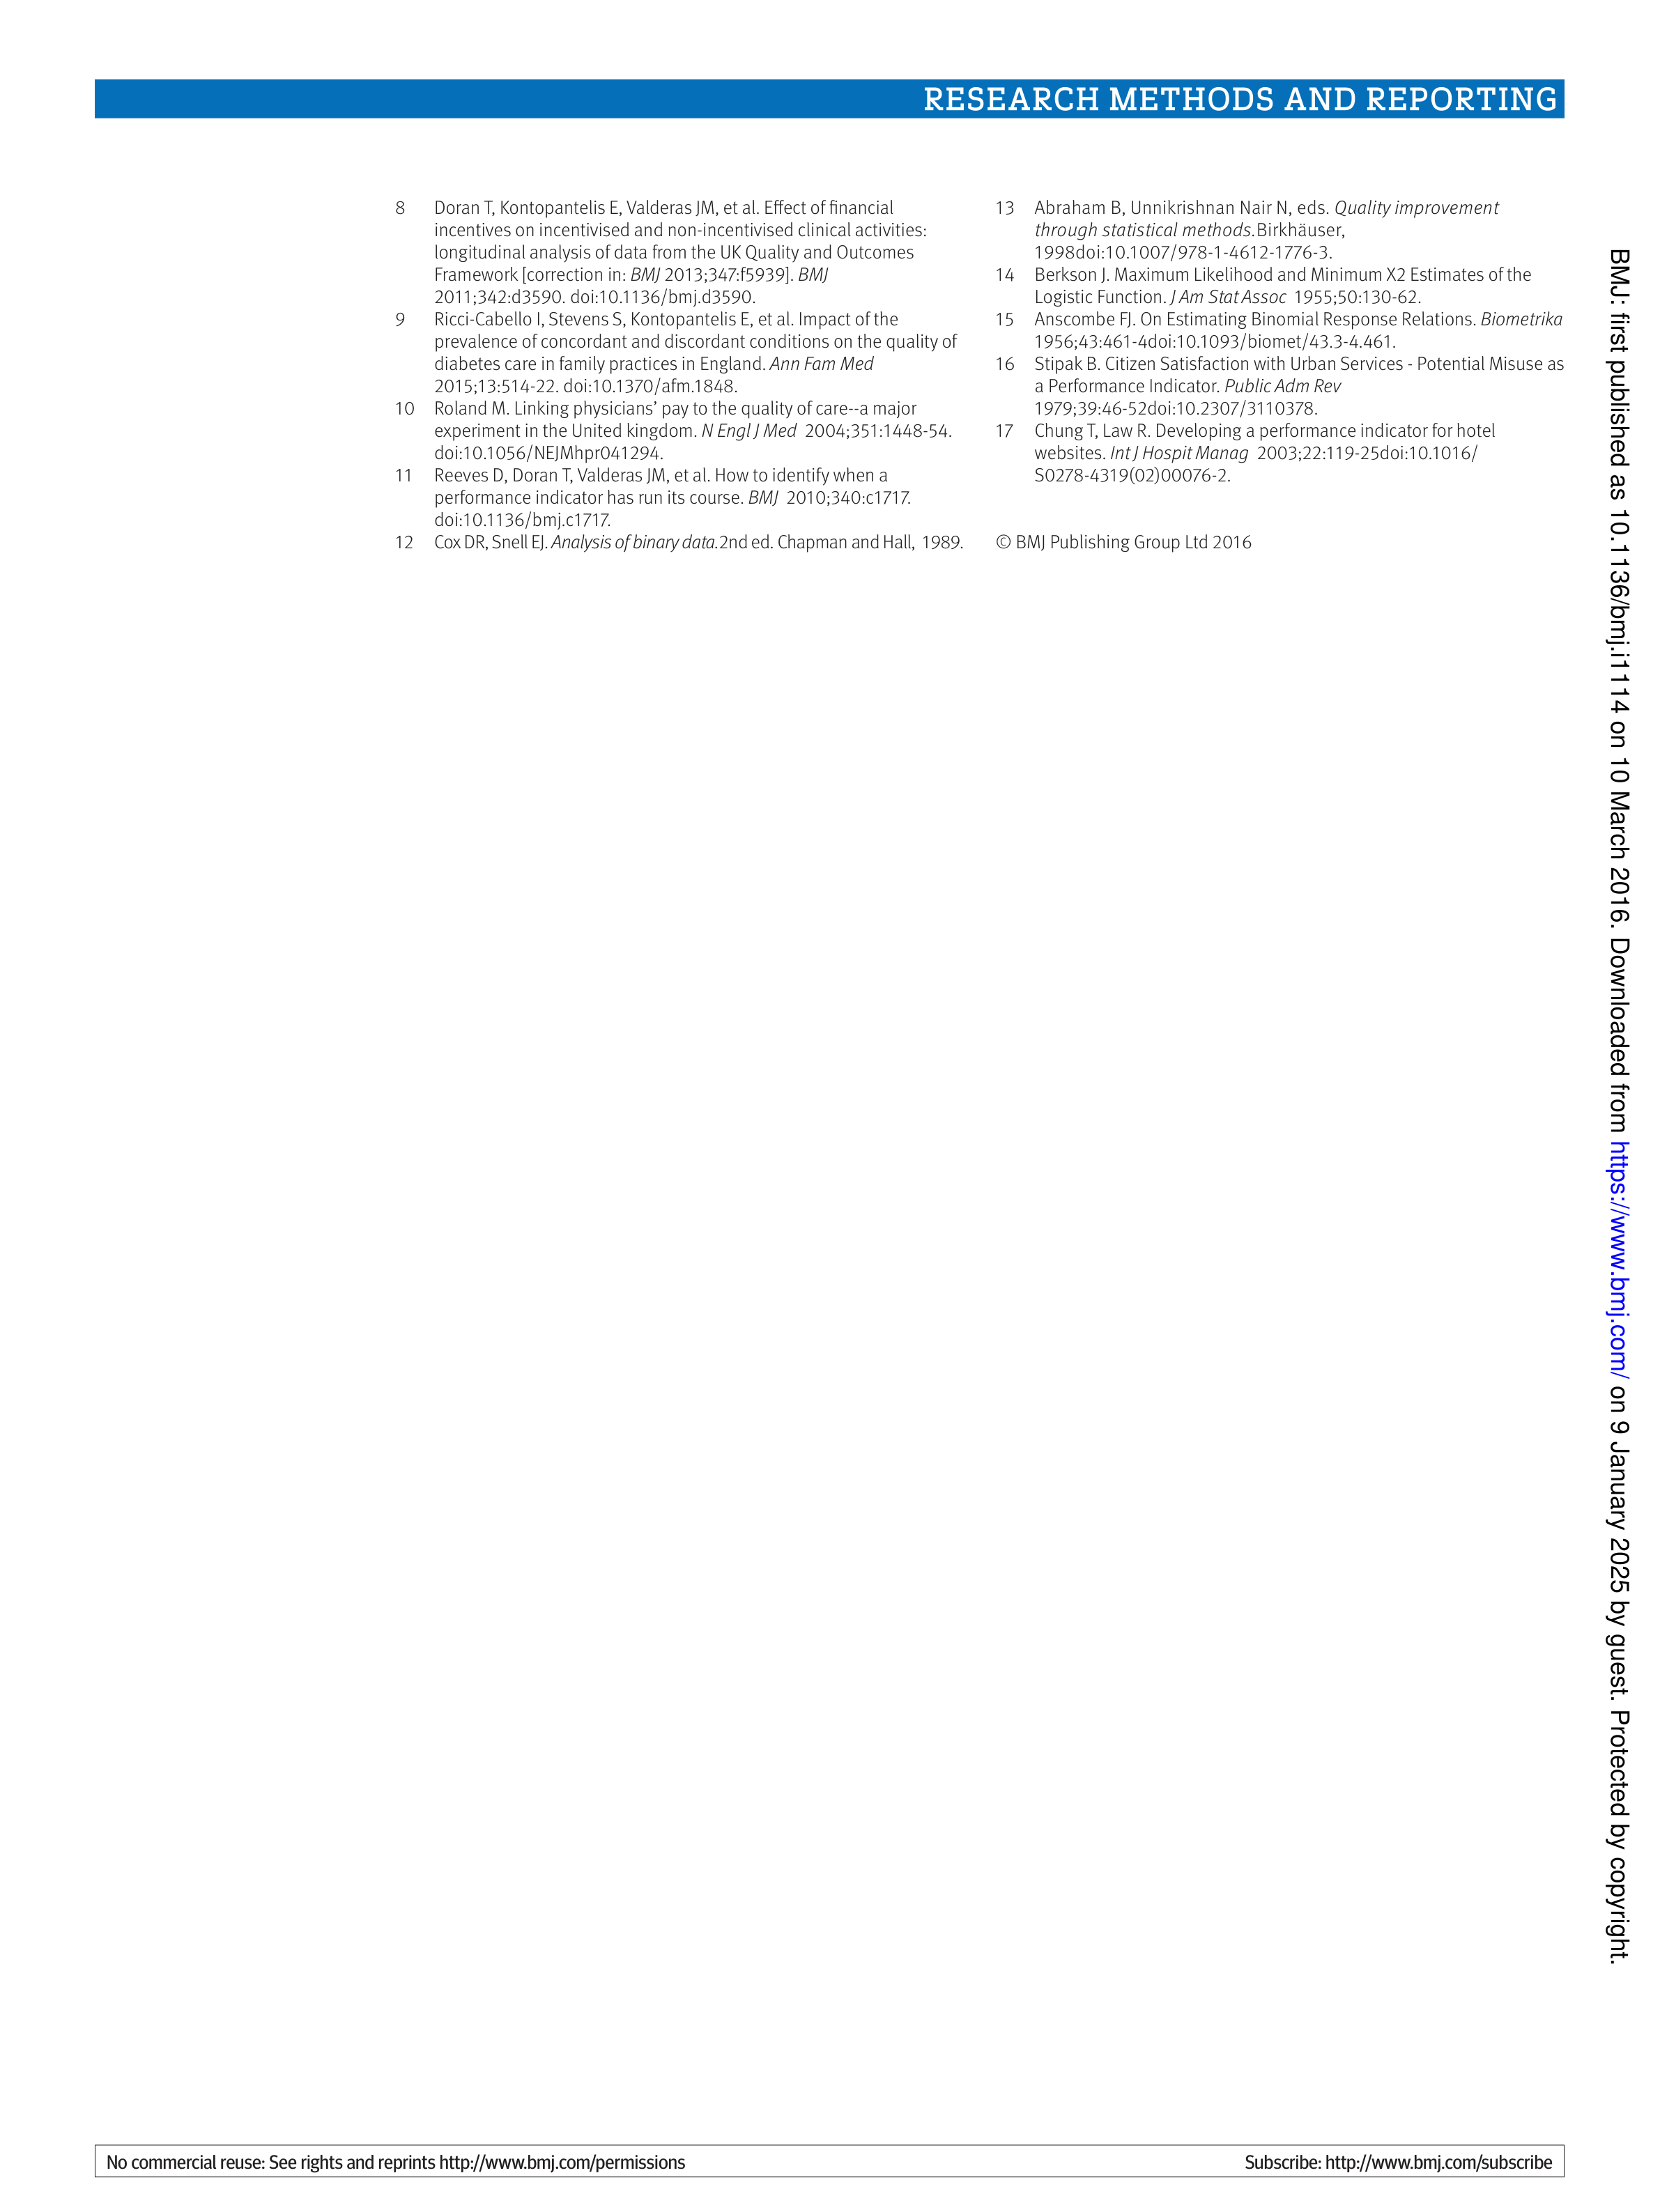 RESEARCH METHODS AND REPORTING
8 Doran T, Kontopantelis E, Valderas JM, et al. Effect of financial
incentives on incentivised and non-incentivised clinical activities:
longitudinal analysis of data from the UK Quality and Outcomes
Framework [correction in: BMJ 2013;347:f5939]. BMJ
2011;342:d3590. doi:10.1136/bmj.d3590.
9 Ricci-Cabello I, Stevens S, Kontopantelis E, et al. Impact of the
prevalence of concordant and discordant conditions on the quality of
diabetes care in family practices in England. Ann Fam Med
2015;13:514-22. doi:10.1370/afm.1848.
10 Roland M. Linking physicians’ pay to the quality of care--a major
experiment in the United kingdom. N Engl J Med 2004;351:1448-54.
doi:10.1056/NEJMhpr041294.
11 Reeves D, Doran T, Valderas JM, et al. How to identify when a
performance indicator has run its course. BMJ 2010;340:c1717.
doi:10.1136/bmj.c1717.
12 Cox DR, Snell EJ. Analysis of binary data.2nd ed. Chapman and Hall, 1989.
13 Abraham B, Unnikrishnan Nair N, eds. Quality improvement
through statistical methods.Birkhäuser,
1998doi:10.1007/978-1-4612-1776-3.
14 Berkson J. Maximum Likelihood and Minimum X2 Estimates of the
Logistic Function. J Am Stat Assoc 1955;50:130-62.
15 Anscombe FJ. On Estimating Binomial Response Relations. Biometrika
1956;43:461-4doi:10.1093/biomet/43.3-4.461.
16 Stipak B. Citizen Satisfaction with Urban Services - Potential Misuse as
a Performance Indicator. Public Adm Rev
1979;39:46-52doi:10.2307/3110378.
17 Chung T, Law R. Developing a performance indicator for hotel
websites. Int J Hospit Manag 2003;22:119-25doi:10.1016/
S0278-4319(02)00076-2.
© BMJ Publishing Group Ltd 2016
BMJ: first published as 10.1136/bmj.i1114 on 10 March 2016. Downloaded from https://www.bmj.com/ on 9 January 2025 by guest. Protected by copyright.
No commercial reuse: See rights and reprints http://www.bmj.com/permissions
Subscribe: http://www.bmj.com/subscribe